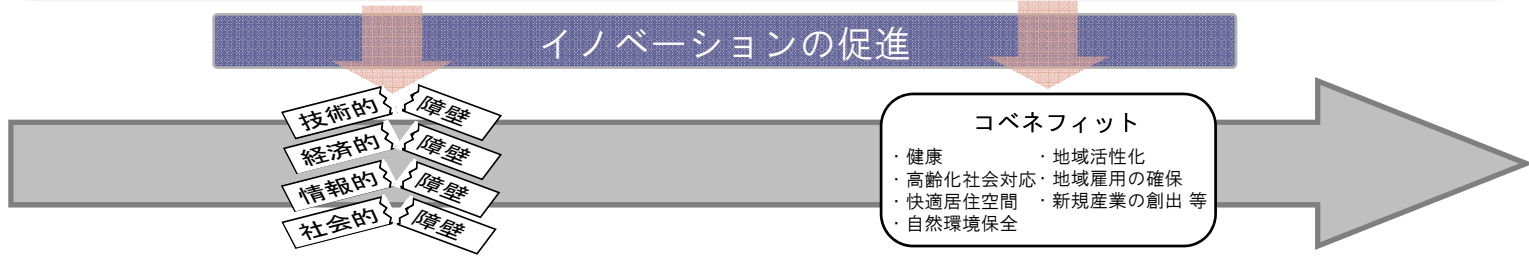 イノベーションの促進
技術的 障壁
経済的 障壁
情報的 障壁
社会的 障壁
コベネフィット
・健康
・高齢化社会対応
・快適居住空間
・自然環境保全
・地域活性化
・地域雇用の確保
・新規産業の創出 等